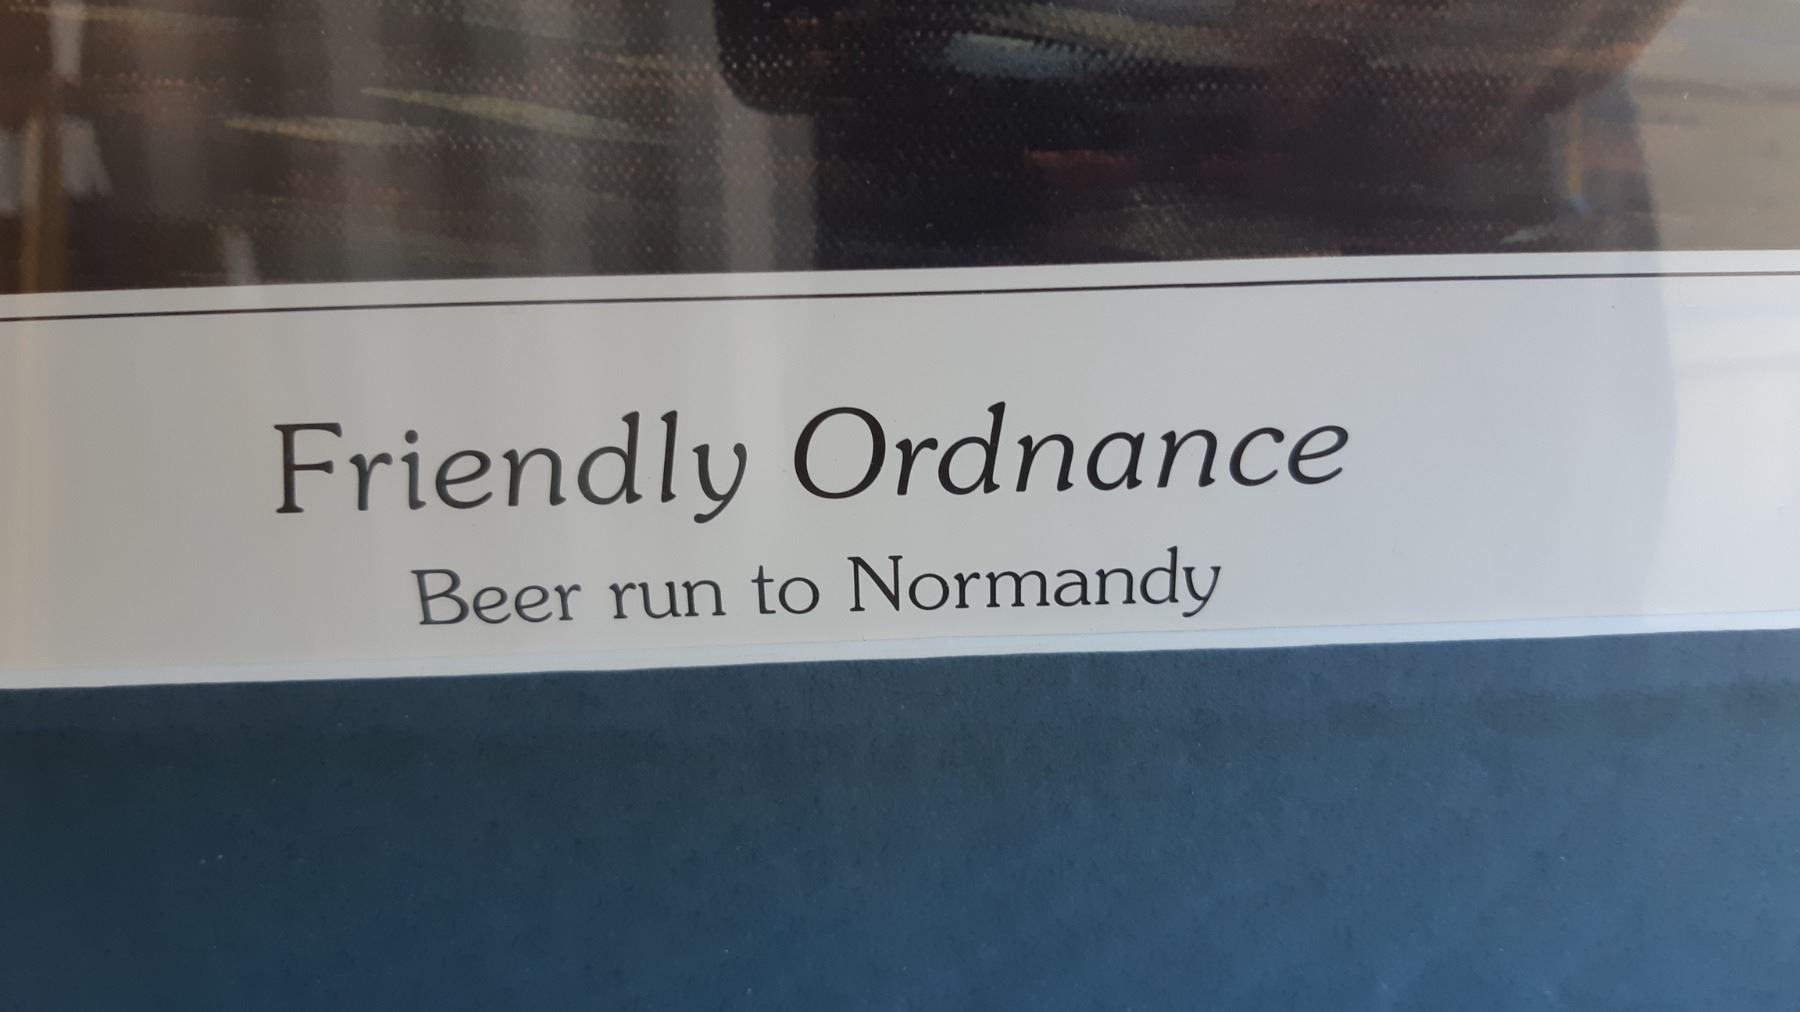 Friendly Ordnance
Beer run to Normandy